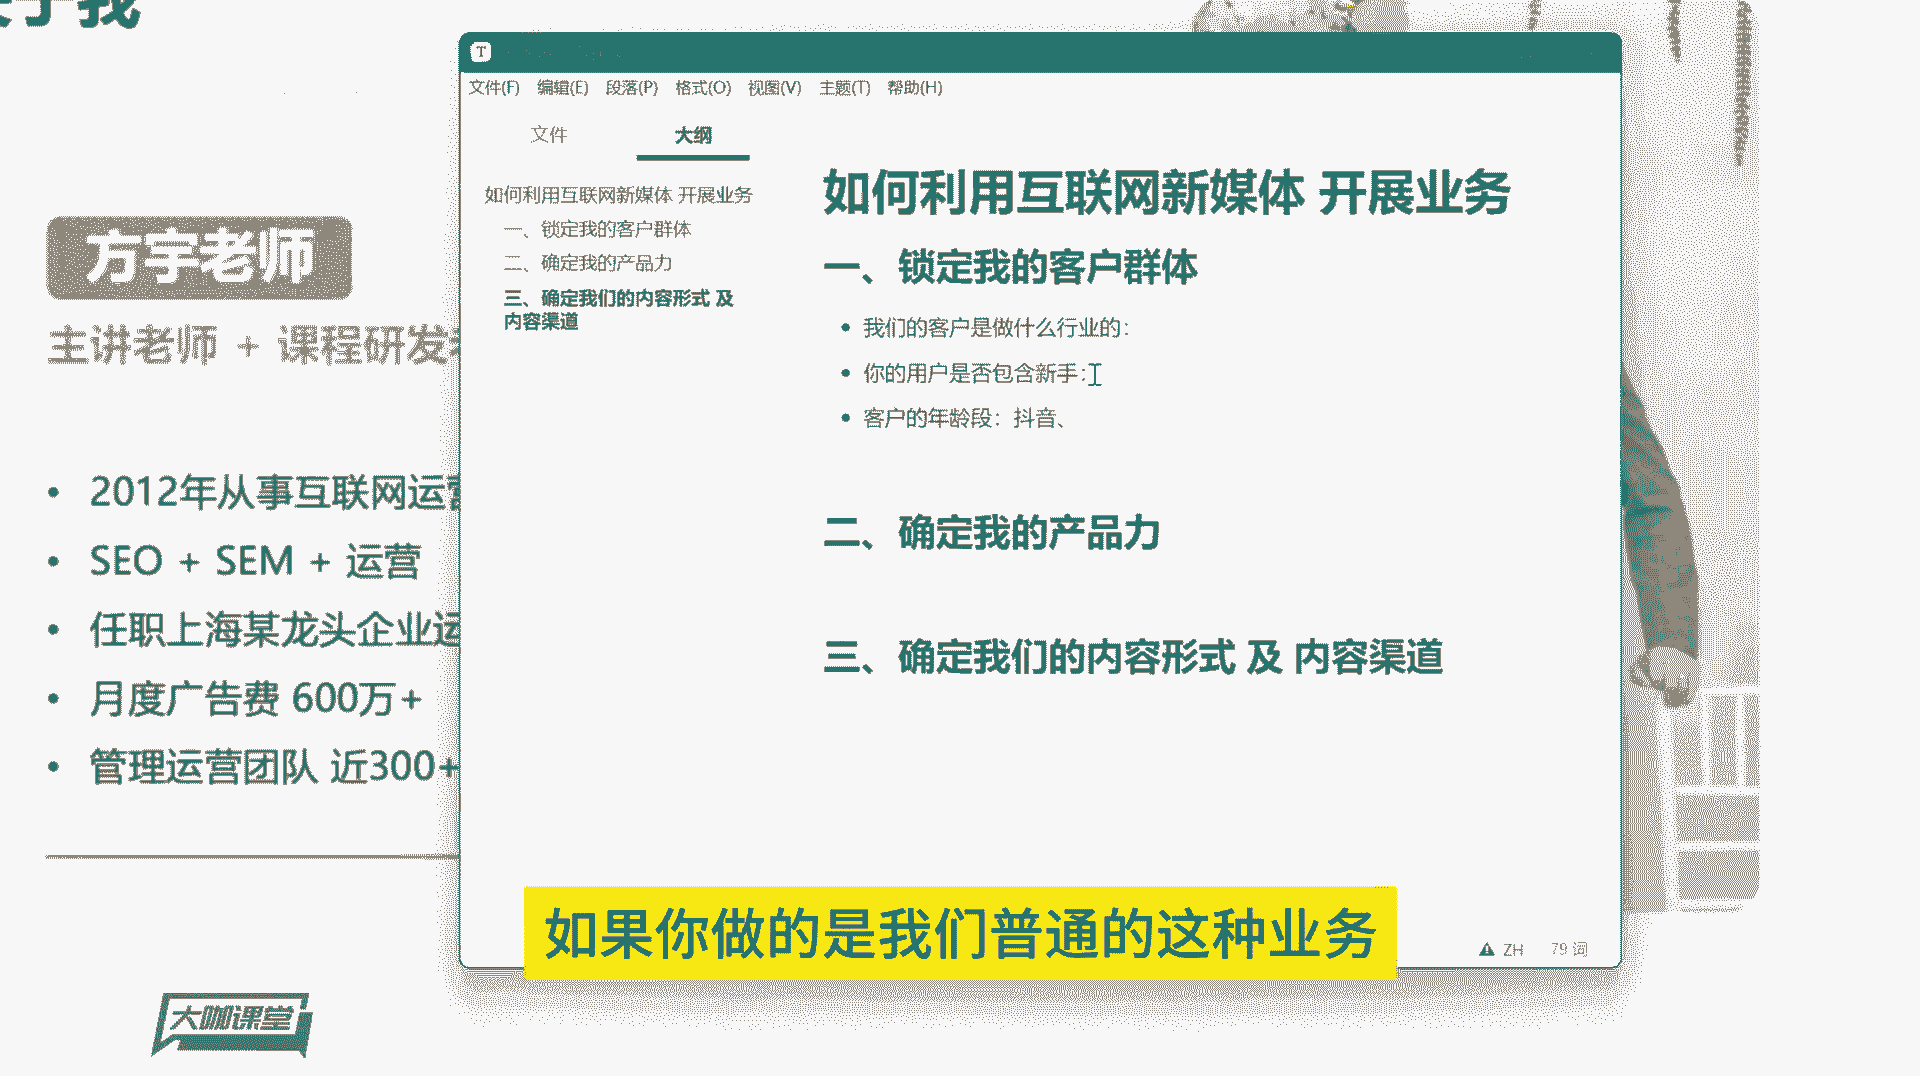 于我
方宇老师
主讲老师 + 课程研发
2012年从事互联网运营
SEO + SEM + 运营
任职上海某龙头企业运
月度广告费 600万+
管理运营团队 近300+
大咖课堂
T
文件(F) 编辑(E) 段落(P) 格式(O) 视图(V) 主题(T) 帮助(H)
文件 大纲
如何利用互联网新媒体 开展业务
一、锁定我的客户群体
二、确定我的产品力
三、确定我们的内容形式 及
内容渠道
如何利用互联网新媒体 开展业务
一、锁定我的客户群体
• 我们的客户是做什么行业的：
• 你的用户是否包含新手：
• 客户的年龄段：抖音、
二、确定我的产品力
三、确定我们的内容形式 及 内容渠道
ZH 79 词
如果你做的是我们普通的这种业务